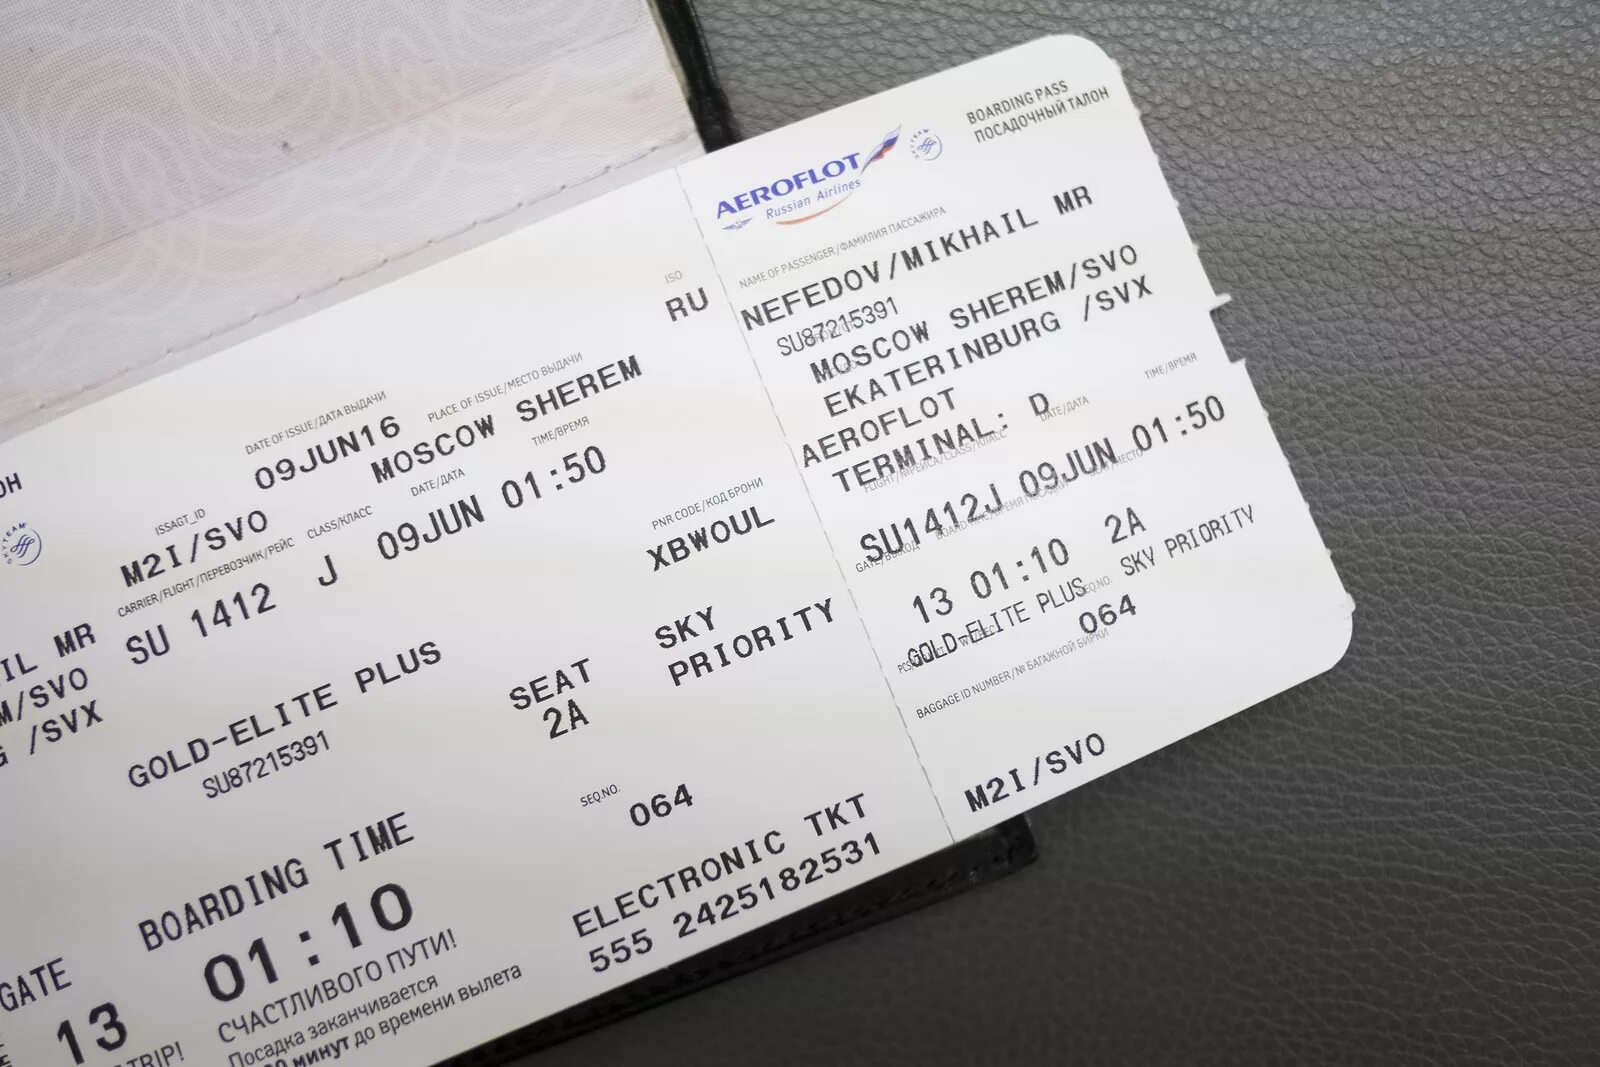 ОН
ISO
RU
DATE OF ISSUE/ДАТА ВЫДАЧИ
09JUN16
PLACE OF ISSUE/МЕСТО ВЫДАЧИ
MOSCOW SHEREM
ISSAGT_ID
M2I/SVO
CLASS/КЛАСС
DATE/ДАТА
TIME/ВРЕМЯ
CARRIER/FLIGHT/ПЕРЕВОЗЧИК/РЕЙС
SU 1412 J 09JUN 01:50
IL MR
M/SVO
G /SVX
PNR CODE/КОД БРОНИ
XBWOUL
GOLD-ELITE PLUS
SU87215391
SEAT
2A
SKY
PRIORITY
SEQ.NO.
064
BOARDING TIME
01:10
GATE
13
ELECTRONIC TKT
555 2425182531
СЧАСТЛИВОГО ПУТИ!
Посадка заканчивается
минут до времени вылета
TRIP!
BOARDING PASS
ПОСАДОЧНЫЙ ТАЛОН
AEROFLOT
Russian Airlines
SKYTEAM
NAME OF PASSENGER/ФАМИЛИЯ ПАССАЖИРА
NEFEDOV/MIKHAIL MR
SU87215391
MOSCOW SHEREM/SVO
EKATERINBURG /SVX
AEROFLOT
TERMINAL: D
DATE/ДАТА
TIME/ВРЕМЯ
SU1412J 09JUN 01:50
13 01:10 2A
GOLD-ELITE PLUS SKY PRIORITY
SEQ.NO.
064
BAGGAGE ID NUMBER/№ БАГАЖНОЙ БИРКИ
M2I/SVO